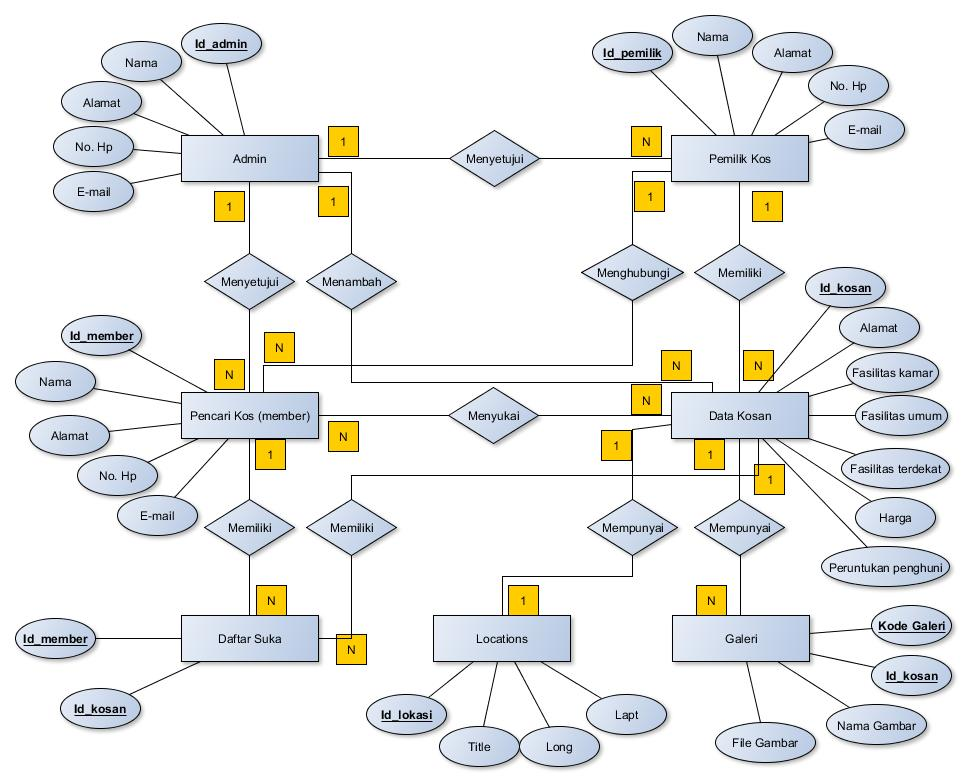 Id_admin
Nama
Alamat
No. Hp
E-mail
Admin
1
Menyetujui
N
Id_pemilik
Nama
Alamat
No. Hp
E-mail
Pemilik Kos
1
1
1
1
Menyetujui
Menambah
Menghubungi
Memiliki
Id_kosan
Alamat
Fasilitas kamar
Fasilitas umum
Fasilitas terdekat
Harga
Peruntukan penghuni
Id_member
Nama
Alamat
No. Hp
E-mail
N
N
N
N
Pencari Kos (member)
N
Menyukai
N
Data Kosan
1
1
1
1
Memiliki
Memiliki
Mempunyai
Mempunyai
N
1
N
Id_member
Daftar Suka
N
Id_kosan
Locations
Id_lokasi
Title
Long
Lapt
Galeri
Kode Galeri
Id_kosan
Nama Gambar
File Gambar